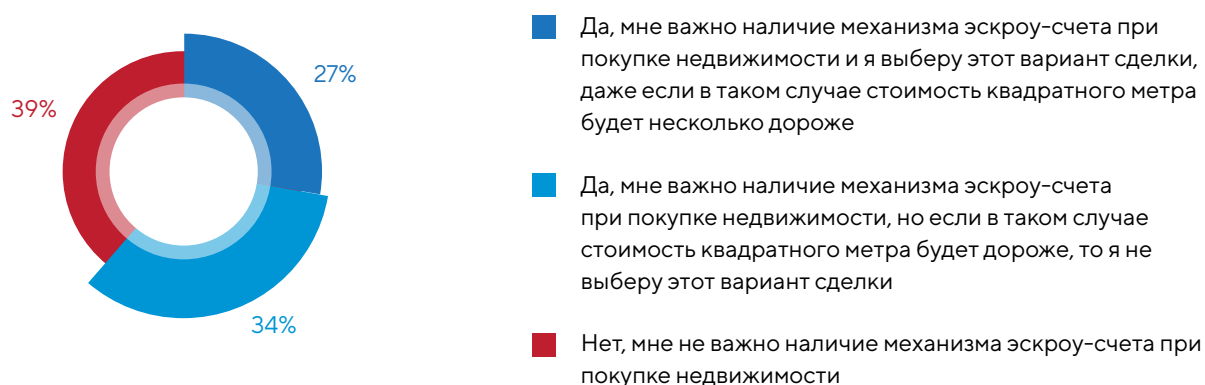 27%
39%
34%
Да, мне важно наличие механизма эскроу-счета при
покупке недвижимости и я выберу этот вариант сделки,
даже если в таком случае стоимость квадратного метра
будет несколько дороже
Да, мне важно наличие механизма эскроу-счета
при покупке недвижимости, но если в таком случае
стоимость квадратного метра будет дороже, то я не
выберу этот вариант сделки
Нет, мне не важно наличие механизма эскроу-счета при
покупке недвижимости